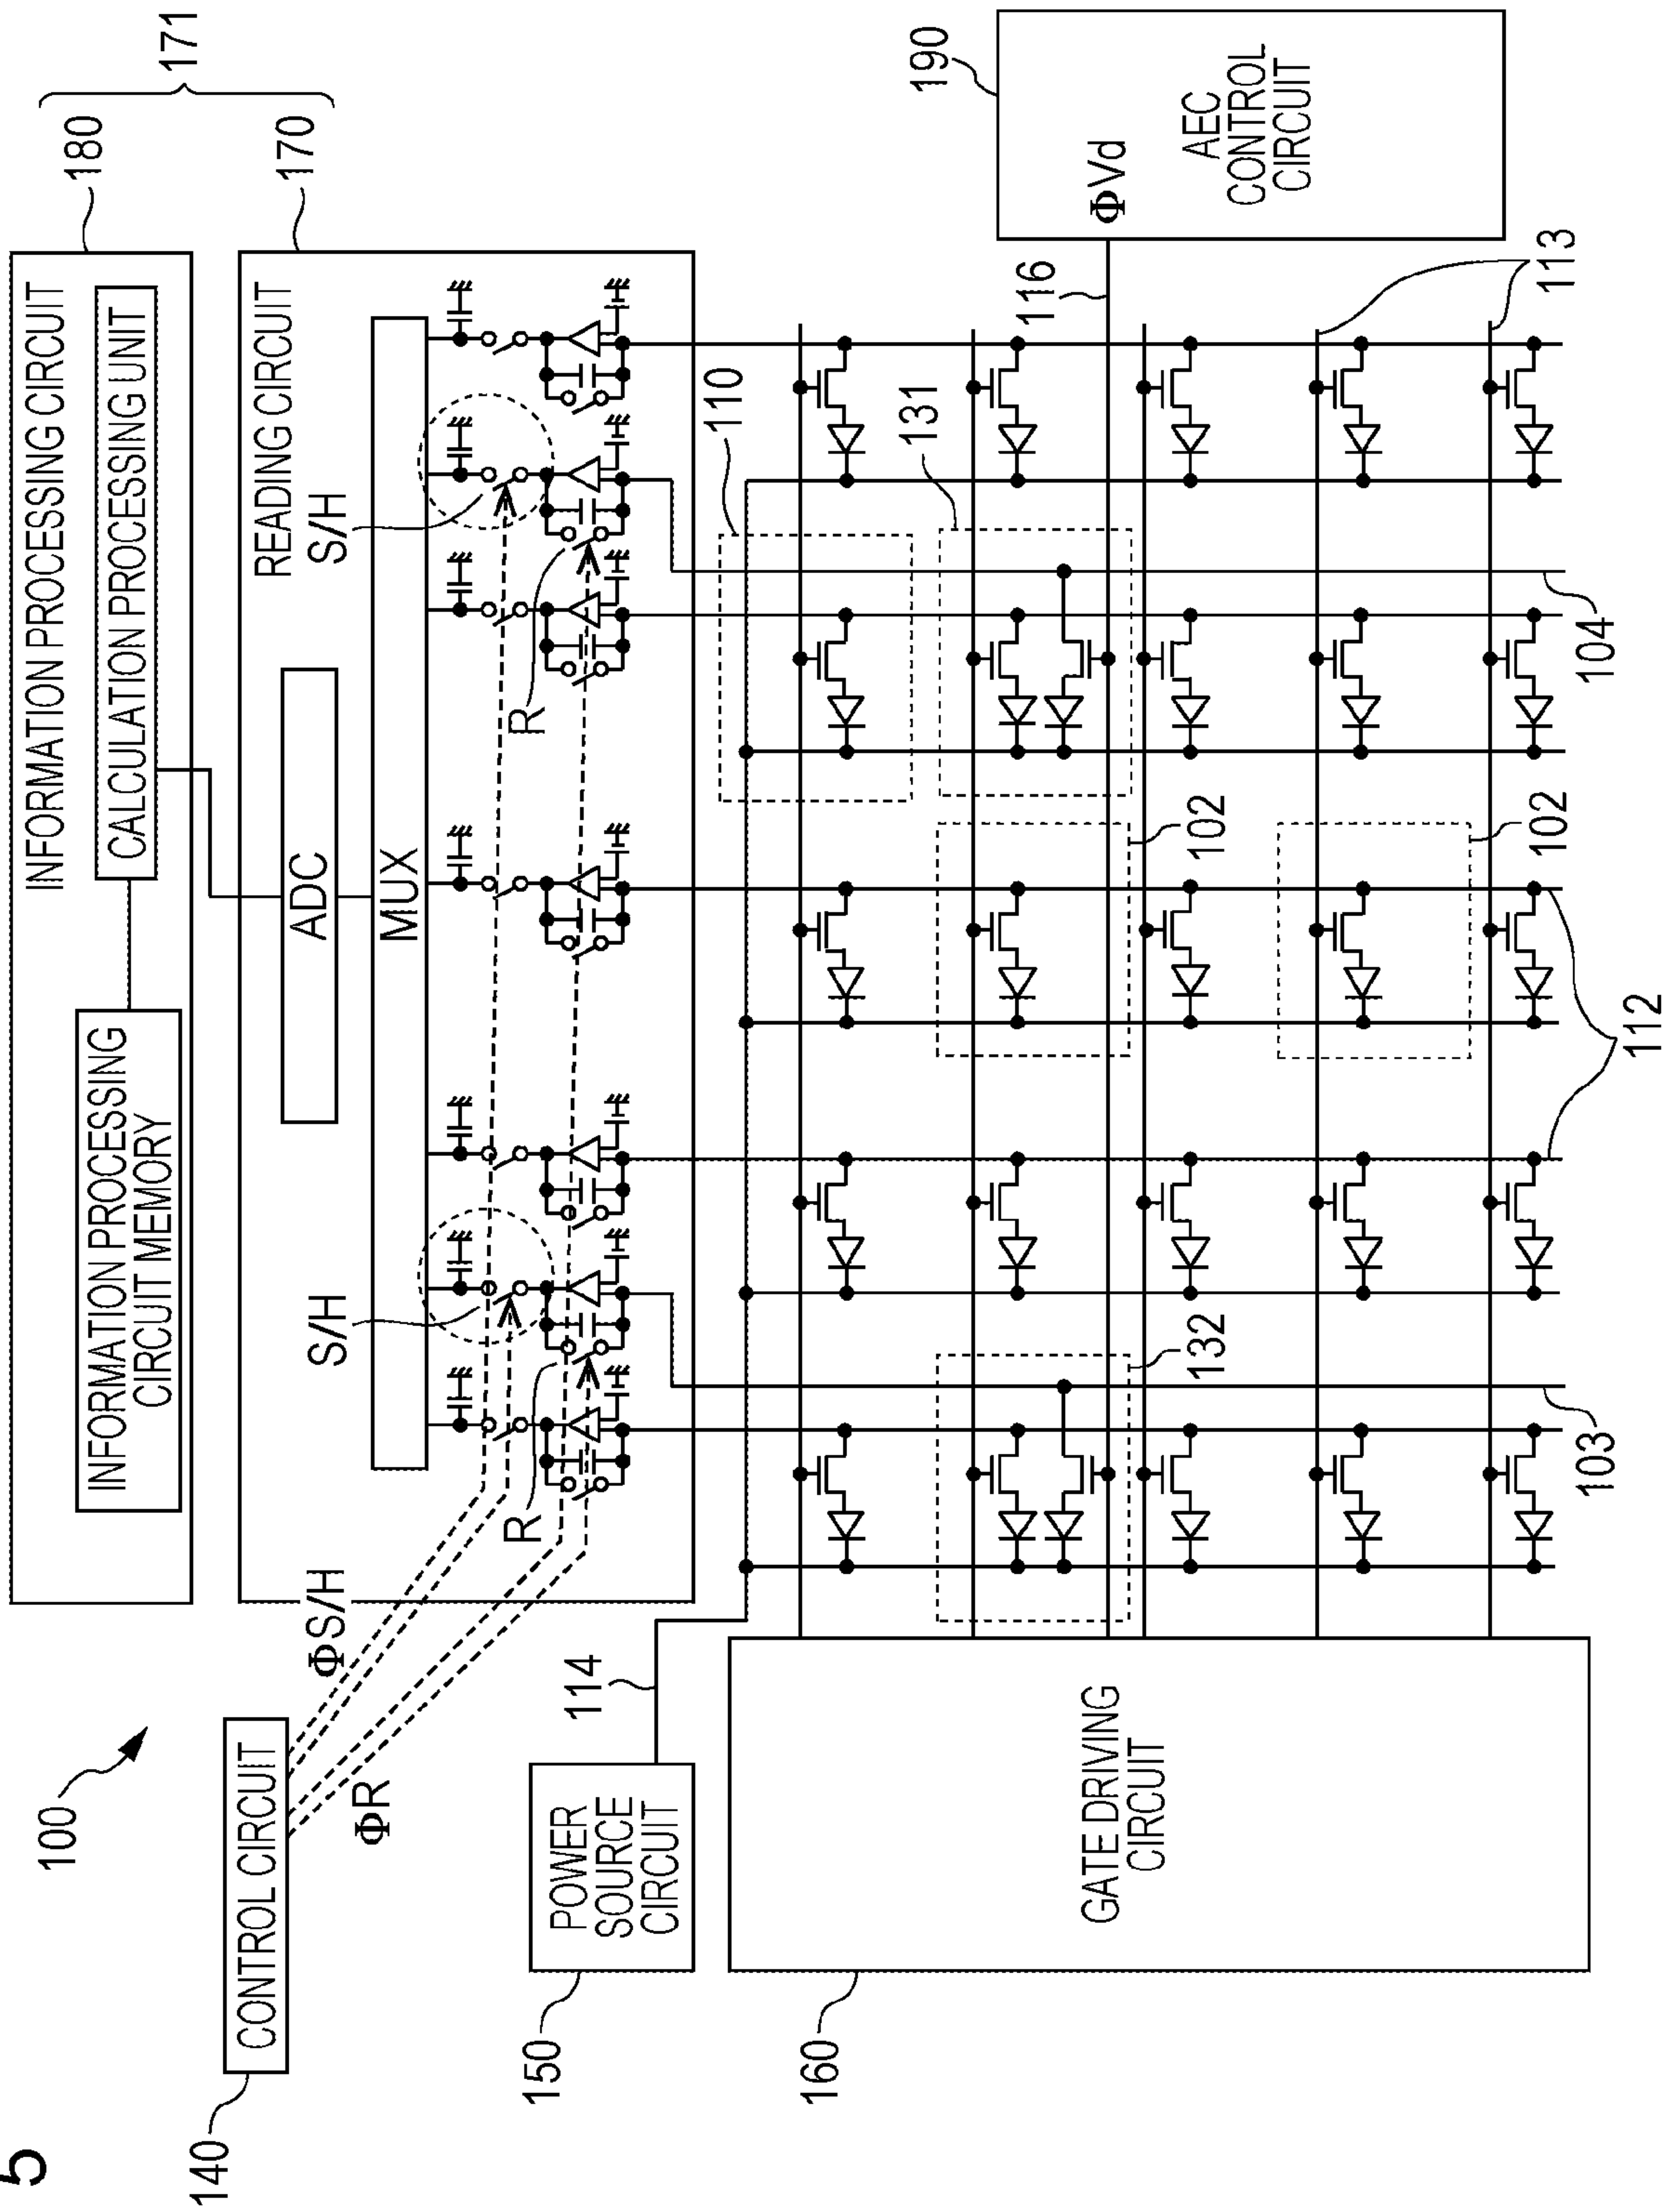 5
100
140
CONTROL CIRCUIT
ΦS/H
ΦR
171
180
INFORMATION PROCESSING CIRCUIT
INFORMATION PROCESSING
CIRCUIT MEMORY
CALCULATION PROCESSING UNIT
170
READING CIRCUIT
ADC
MUX
S/H
S/H
R
R
150
POWER
SOURCE
CIRCUIT
114
110
131
132
102
102
116
ΦVd
190
AEC
CONTROL
CIRCUIT
160
GATE DRIVING
CIRCUIT
103
112
104
113